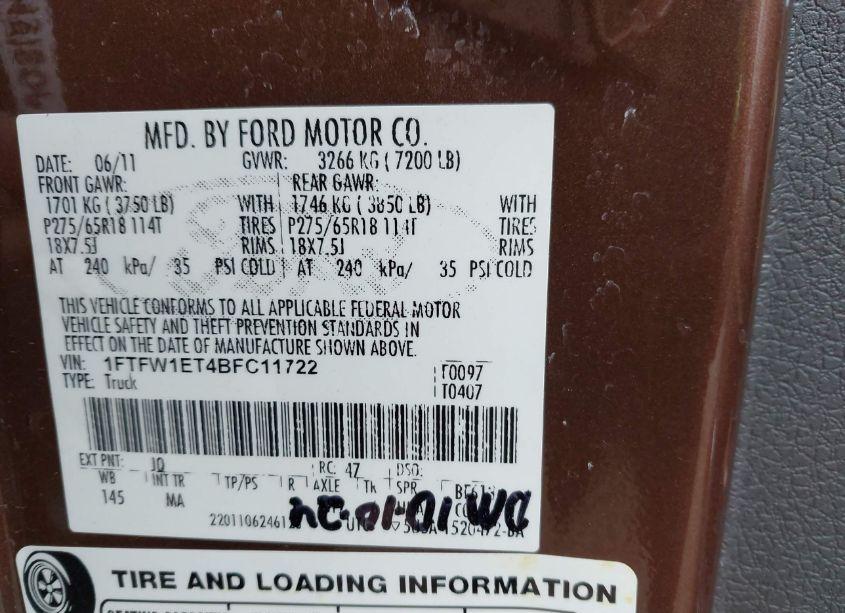 MFD. BY FORD MOTOR CO.
DATE: 06/11 GVWR: 3266 KG ( 7200 LB)
FRONT GAWR: REAR GAWR:
1701 KG ( 3750 LB) WITH 1746 KG ( 3850 LB) WITH
P275/65R18 114T TIRES P275/65R18 114T TIRES
18X7.5J RIMS 18X7.5J RIMS
AT 240 kPa/ 35 PSI COLD AT 240 kPa/ 35 PSI COLD
THIS VEHICLE CONFORMS TO ALL APPLICABLE FEDERAL MOTOR
VEHICLE SAFETY AND THEFT PREVENTION STANDARDS IN
EFFECT ON THE DATE OF MANUFACTURE SHOWN ABOVE.
VIN: 1FTFW1ET4BFC11722 F0097
TYPE: Truck T0407
EXT PNT: JQ RC: 47 DSO:
WB INT TR TP/PS R AXLE TR SPR
145 MA
DM 10-10-24
TIRE AND LOADING INFORMATION